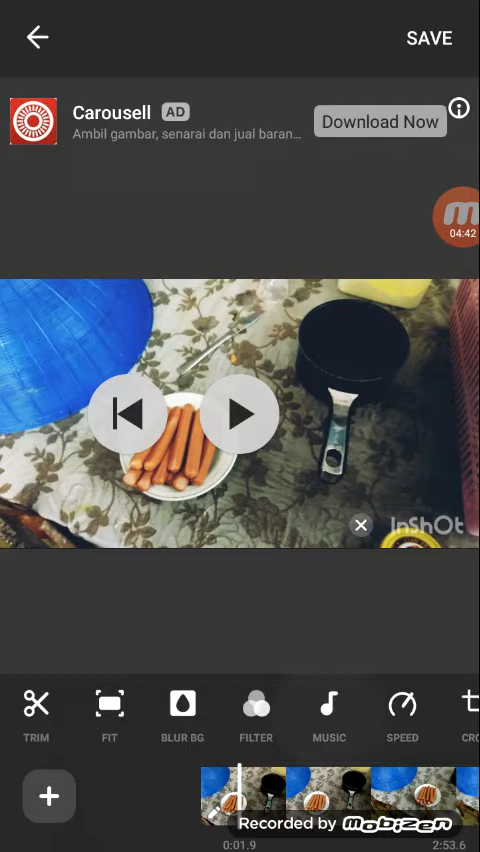 SAVE
Carousell AD
Ambil gambar, senarai dan jual baran...
Download Now
04:42
InShOt
TRIM FIT BLUR BG FILTER MUSIC SPEED CRO
Recorded by mobizen
0:01.9 2:53.6